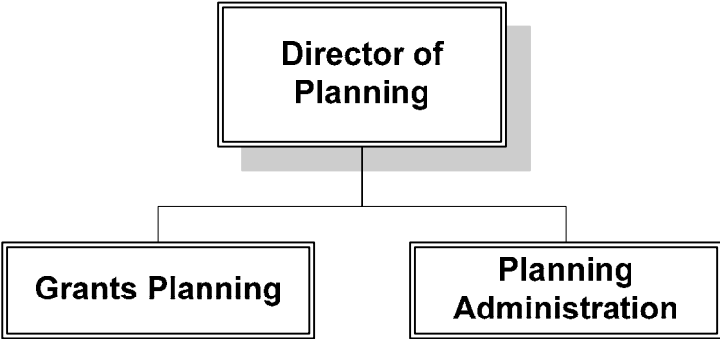 Director of
Planning
Grants Planning
Planning
Administration